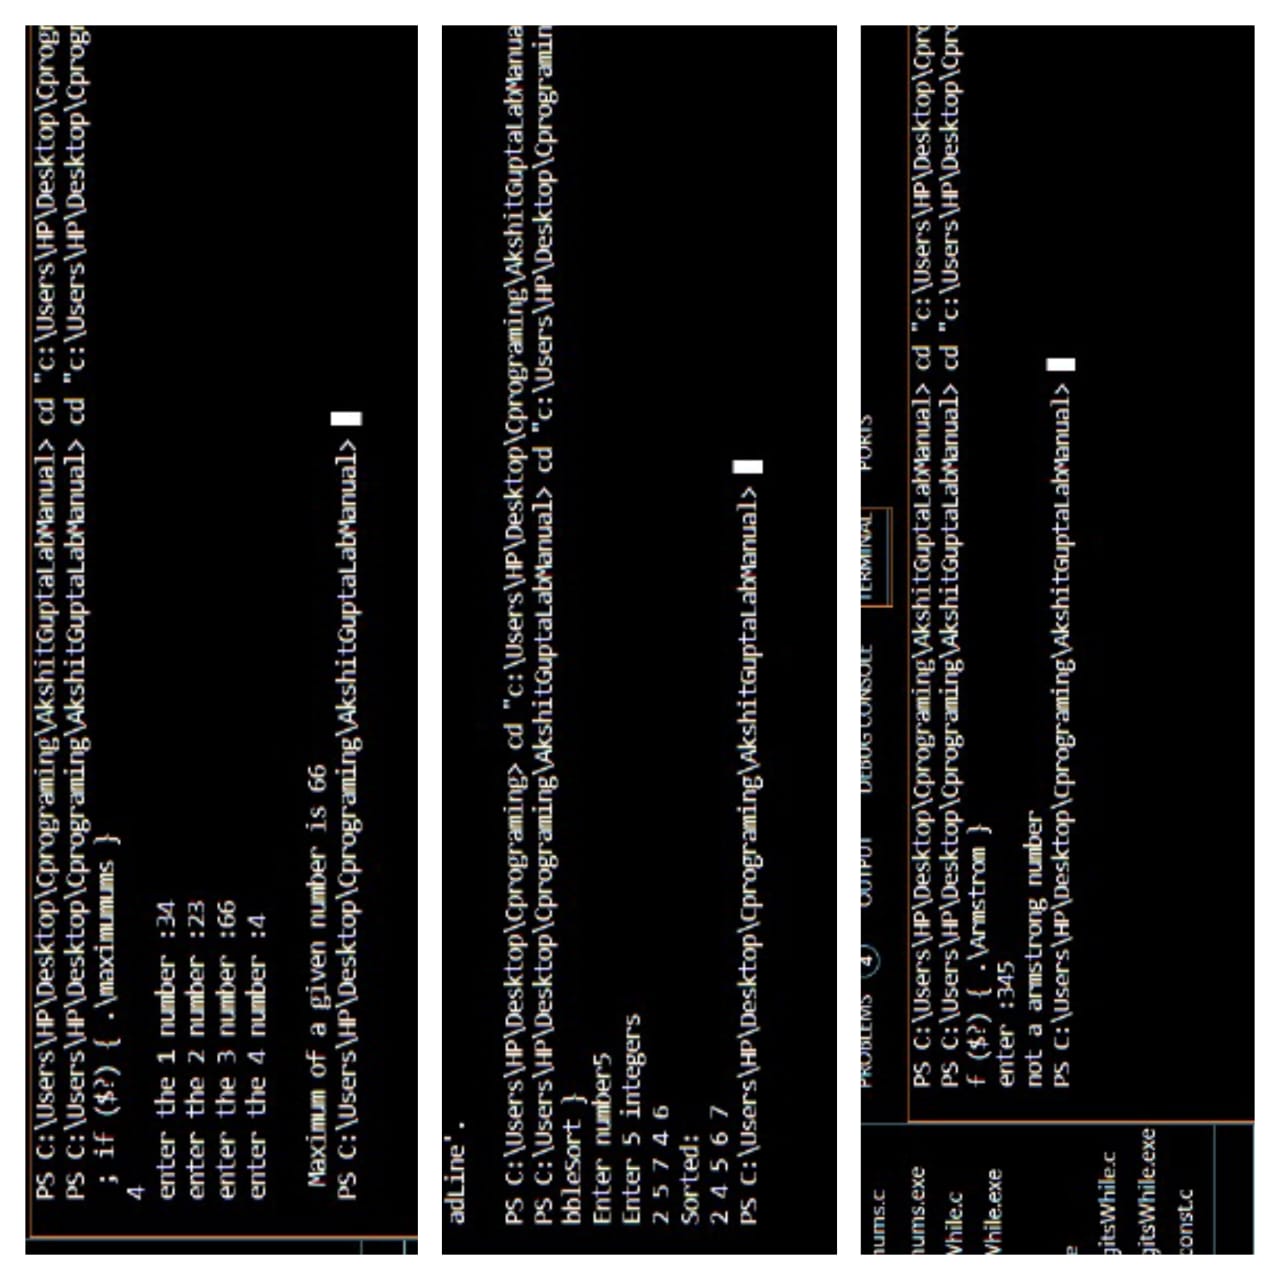 PS C:\Users\HP\Desktop\Cprograming\AkshitGuptaLabManual> cd "c:\Users\HP\Desktop\Cprog
PS C:\Users\HP\Desktop\Cprograming\AkshitGuptaLabManual> cd "c:\Users\HP\Desktop\Cprog
; if ($?) { .\maximumums }
4
enter the 1 number :34
enter the 2 number :23
enter the 3 number :66
enter the 4 number :4
Maximum of a given number is 66
PS C:\Users\HP\Desktop\Cprograming\AkshitGuptaLabManual>
adLine'.
PS C:\Users\HP\Desktop\Cprograming> cd "c:\Users\HP\Desktop\Cprograming\AkshitGuptaLabManua
PS C:\Users\HP\Desktop\Cprograming\AkshitGuptaLabManual> cd "c:\Users\HP\Desktop\Cprogramin
bbleSort }
Enter number5
Enter 5 integers
2 5 7 4 6
Sorted:
2 4 5 6 7
PS C:\Users\HP\Desktop\Cprograming\AkshitGuptaLabManual>
PROBLEMS 4 OUTPUT DEBUG CONSOLE TERMINAL PORTS
PS C:\Users\HP\Desktop\Cprograming\AkshitGuptaLabManual> cd "c:\Users\HP\Desktop\Cpro
PS C:\Users\HP\Desktop\Cprograming\AkshitGuptaLabManual> cd "c:\Users\HP\Desktop\Cpro
f ($?) { .\Armstrom }
enter :345
not a armstrong number
PS C:\Users\HP\Desktop\Cprograming\AkshitGuptaLabManual>
nums.c
nums.exe
While.c
While.exe
e
gitsWhile.c
gitsWhile.exe
const.c